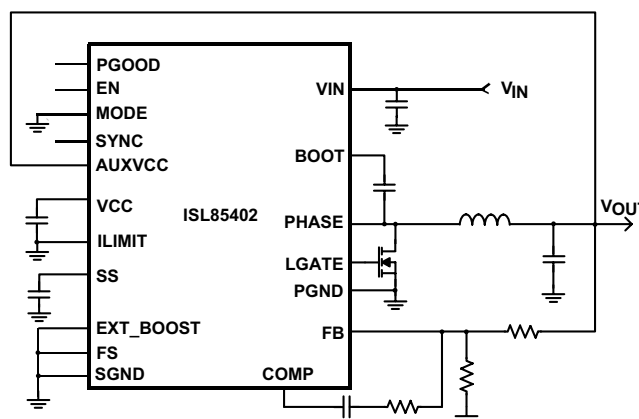 PGOOD
EN
MODE
SYNC
AUXVCC
VCC
ILIMIT
SS
EXT_BOOST
FS
SGND
ISL85402
VIN
BOOT
PHASE
LGATE
PGND
FB
COMP
VIN
VOUT